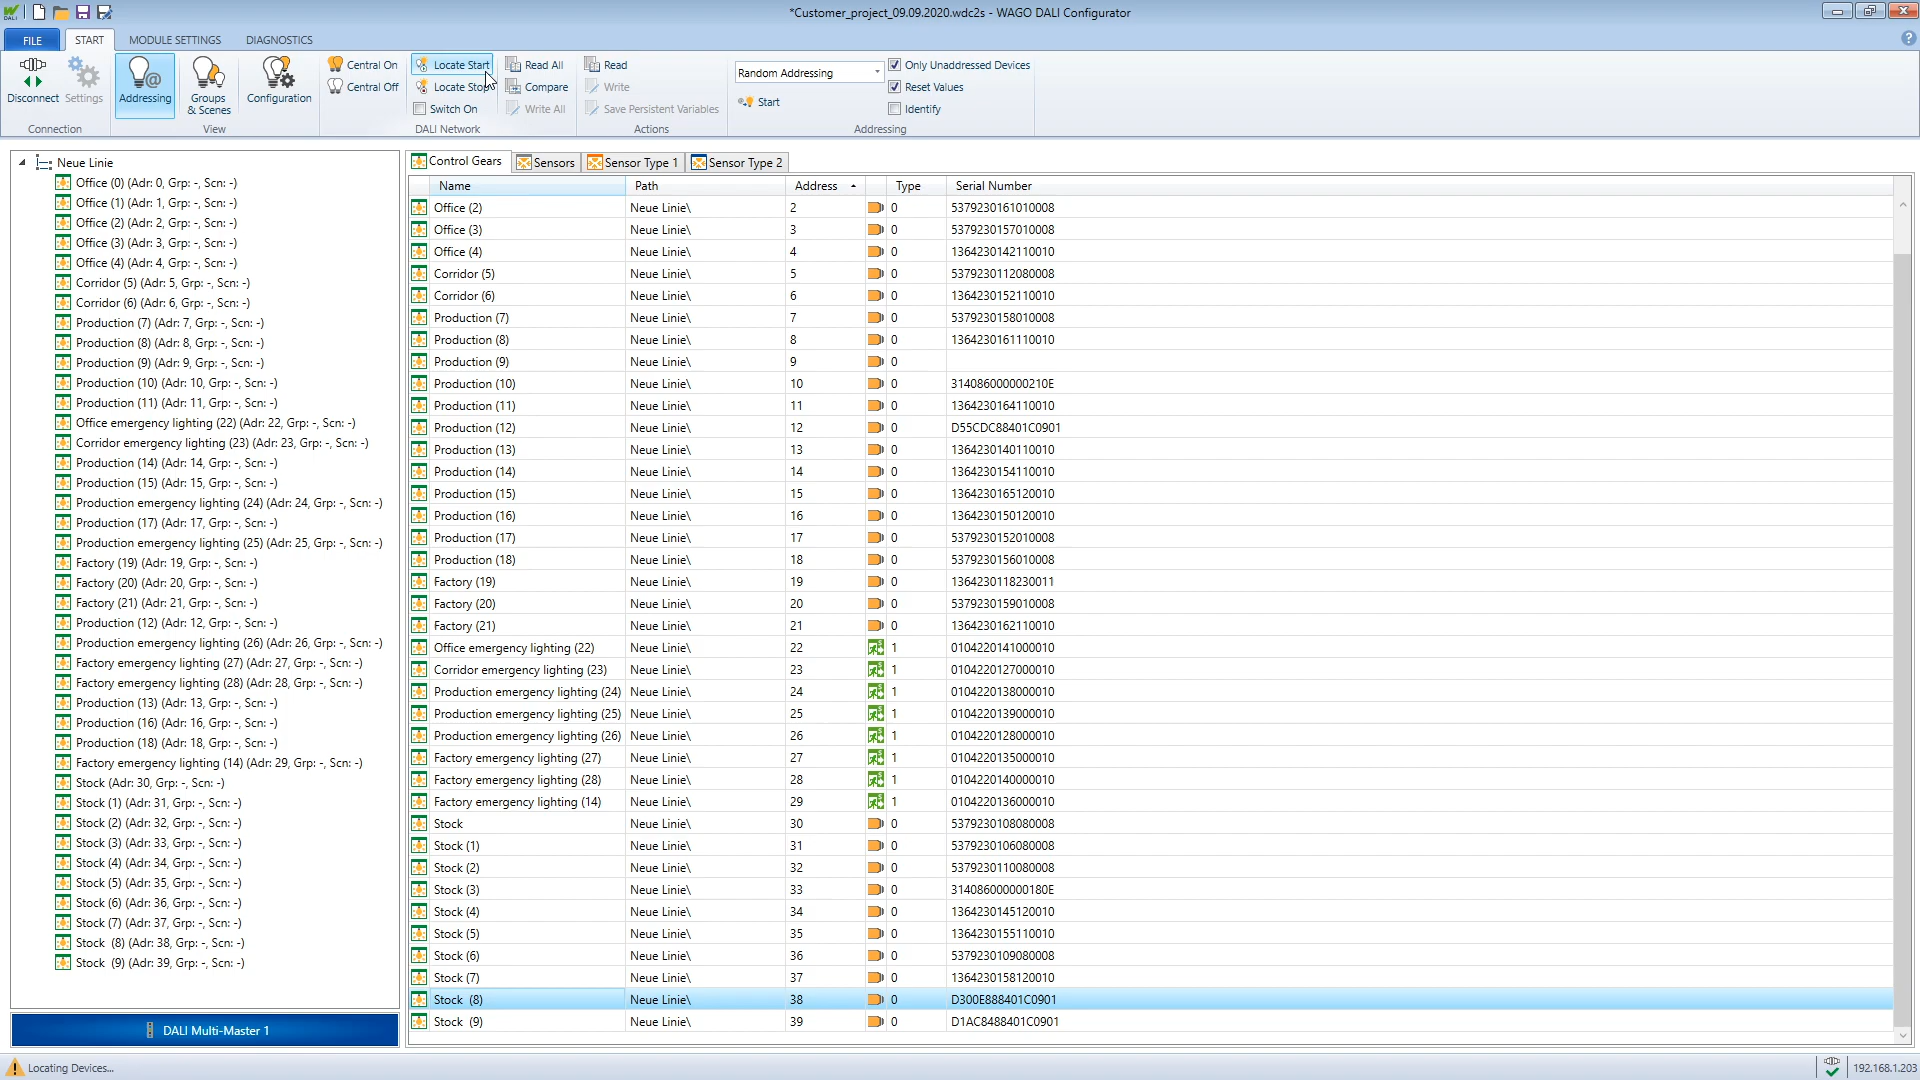 *Customer_project_09.09.2020.wdc2s - WAGO DALI Configurator
FILE START MODULE SETTINGS DIAGNOSTICS
Disconnect Settings
Connection
Addressing Groups & Scenes Configuration
View
Central On Central Off
Locate Start Read All
Locate Stop Compare
Switch On Write All
DALI Network
Read
Write
Save Persistent Variables
Actions
Random Addressing
Start
Only Unaddressed Devices
Reset Values
Identify
Addressing
Neue Linie
Office (0) (Adr: 0, Grp: -, Scn: -)
Office (1) (Adr: 1, Grp: -, Scn: -)
Office (2) (Adr: 2, Grp: -, Scn: -)
Office (3) (Adr: 3, Grp: -, Scn: -)
Office (4) (Adr: 4, Grp: -, Scn: -)
Corridor (5) (Adr: 5, Grp: -, Scn: -)
Corridor (6) (Adr: 6, Grp: -, Scn: -)
Production (7) (Adr: 7, Grp: -, Scn: -)
Production (8) (Adr: 8, Grp: -, Scn: -)
Production (9) (Adr: 9, Grp: -, Scn: -)
Production (10) (Adr: 10, Grp: -, Scn: -)
Production (11) (Adr: 11, Grp: -, Scn: -)
Office emergency lighting (22) (Adr: 22, Grp: -, Scn: -)
Corridor emergency lighting (23) (Adr: 23, Grp: -, Scn: -)
Production (14) (Adr: 14, Grp: -, Scn: -)
Production (15) (Adr: 15, Grp: -, Scn: -)
Production emergency lighting (24) (Adr: 24, Grp: -, Scn: -)
Production (17) (Adr: 17, Grp: -, Scn: -)
Production emergency lighting (25) (Adr: 25, Grp: -, Scn: -)
Factory (19) (Adr: 19, Grp: -, Scn: -)
Factory (20) (Adr: 20, Grp: -, Scn: -)
Factory (21) (Adr: 21, Grp: -, Scn: -)
Production (12) (Adr: 12, Grp: -, Scn: -)
Production emergency lighting (26) (Adr: 26, Grp: -, Scn: -)
Factory emergency lighting (27) (Adr: 27, Grp: -, Scn: -)
Factory emergency lighting (28) (Adr: 28, Grp: -, Scn: -)
Production (13) (Adr: 13, Grp: -, Scn: -)
Production (16) (Adr: 16, Grp: -, Scn: -)
Production (18) (Adr: 18, Grp: -, Scn: -)
Factory emergency lighting (14) (Adr: 29, Grp: -, Scn: -)
Stock (Adr: 30, Grp: -, Scn: -)
Stock (1) (Adr: 31, Grp: -, Scn: -)
Stock (2) (Adr: 32, Grp: -, Scn: -)
Stock (3) (Adr: 33, Grp: -, Scn: -)
Stock (4) (Adr: 34, Grp: -, Scn: -)
Stock (5) (Adr: 35, Grp: -, Scn: -)
Stock (6) (Adr: 36, Grp: -, Scn: -)
Stock (7) (Adr: 37, Grp: -, Scn: -)
Stock (8) (Adr: 38, Grp: -, Scn: -)
Stock (9) (Adr: 39, Grp: -, Scn: -)
DALI Multi-Master 1
Control Gears Sensors Sensor Type 1 Sensor Type 2
Name Path Address Type Serial Number
Office (2) Neue Linie\ 2 0 5379230161010008
Office (3) Neue Linie\ 3 0 5379230157010008
Office (4) Neue Linie\ 4 0 1364230142110010
Corridor (5) Neue Linie\ 5 0 5379230112080008
Corridor (6) Neue Linie\ 6 0 1364230152110010
Production (7) Neue Linie\ 7 0 5379230158010008
Production (8) Neue Linie\ 8 0 1364230161110010
Production (9) Neue Linie\ 9 0
Production (10) Neue Linie\ 10 0 314086000000210E
Production (11) Neue Linie\ 11 0 1364230164110010
Production (12) Neue Linie\ 12 0 D55CDC88401C0901
Production (13) Neue Linie\ 13 0 1364230140110010
Production (14) Neue Linie\ 14 0 1364230154110010
Production (15) Neue Linie\ 15 0 1364230165120010
Production (16) Neue Linie\ 16 0 1364230150120010
Production (17) Neue Linie\ 17 0 5379230152010008
Production (18) Neue Linie\ 18 0 5379230156010008
Factory (19) Neue Linie\ 19 0 1364230118230011
Factory (20) Neue Linie\ 20 0 5379230159010008
Factory (21) Neue Linie\ 21 0 1364230162110010
Office emergency lighting (22) Neue Linie\ 22 1 0104220141000010
Corridor emergency lighting (23) Neue Linie\ 23 1 0104220127000010
Production emergency lighting (24) Neue Linie\ 24 1 0104220138000010
Production emergency lighting (25) Neue Linie\ 25 1 0104220139000010
Production emergency lighting (26) Neue Linie\ 26 1 0104220128000010
Factory emergency lighting (27) Neue Linie\ 27 1 0104220135000010
Factory emergency lighting (28) Neue Linie\ 28 1 0104220140000010
Factory emergency lighting (14) Neue Linie\ 29 1 0104220136000010
Stock Neue Linie\ 30 0 5379230108080008
Stock (1) Neue Linie\ 31 0 5379230106080008
Stock (2) Neue Linie\ 32 0 5379230110080008
Stock (3) Neue Linie\ 33 0 314086000000180E
Stock (4) Neue Linie\ 34 0 1364230145120010
Stock (5) Neue Linie\ 35 0 1364230155110010
Stock (6) Neue Linie\ 36 0 5379230109080008
Stock (7) Neue Linie\ 37 0 1364230158120010
Stock (8) Neue Linie\ 38 0 D300E888401C0901
Stock (9) Neue Linie\ 39 0 D1AC8488401C0901
Locating Devices...
192.168.1.203